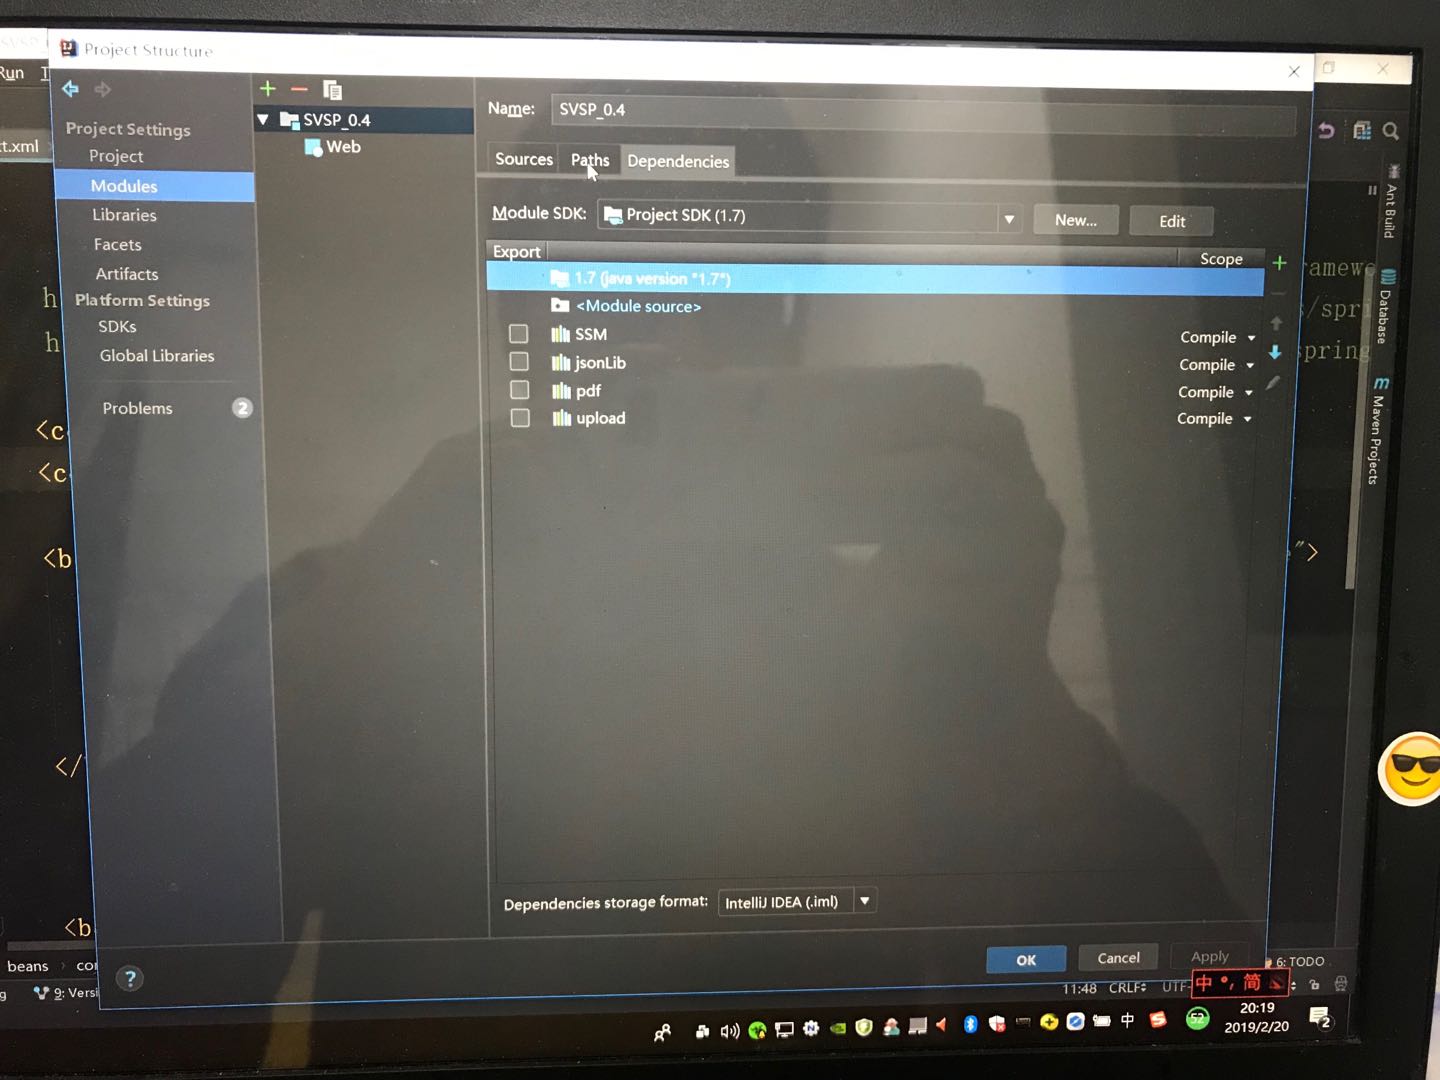 Project Structure
Run
Project Settings
Project
Modules
Libraries
Facets
Artifacts
Platform Settings
SDKs
Global Libraries
Problems 2
SVSP_0.4
Web
Name: SVSP_0.4
Sources Paths Dependencies
Module SDK: Project SDK (1.7) New... Edit
Export Scope
1.7 (java version "1.7")
<Module source>
SSM Compile
jsonLib Compile
pdf Compile
upload Compile
Dependencies storage format: IntelliJ IDEA (.iml)
? OK Cancel Apply
t.xml
h
h
<c
<c
<b
">
</
<b
/spri
spring
Ant Build
Database
m Maven Projects
beans
9: Versi
6: TODO
11:48 CRLF UTF-
中 °, 简
中 52
20:19
2019/2/20
2